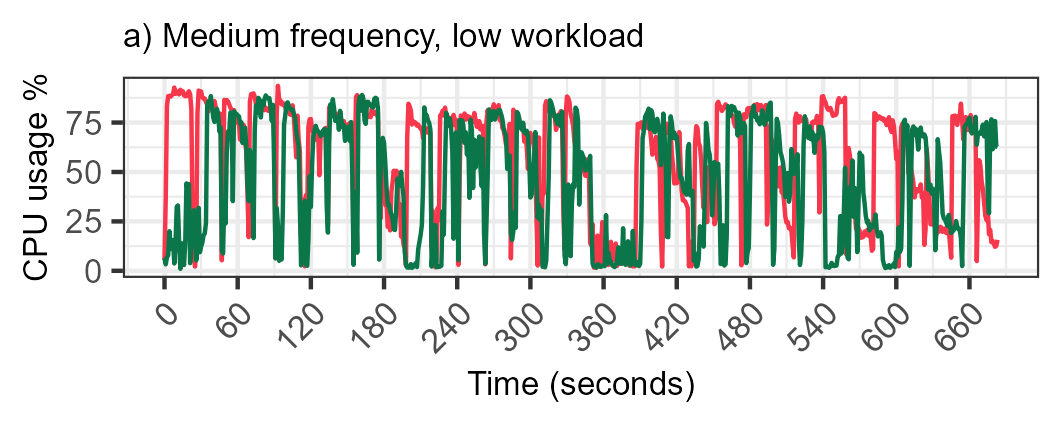 a) Medium frequency, low workload
CPU usage %
75
50
25
0
0 60 120 180 240 300 360 420 480 540 600 660
Time (seconds)